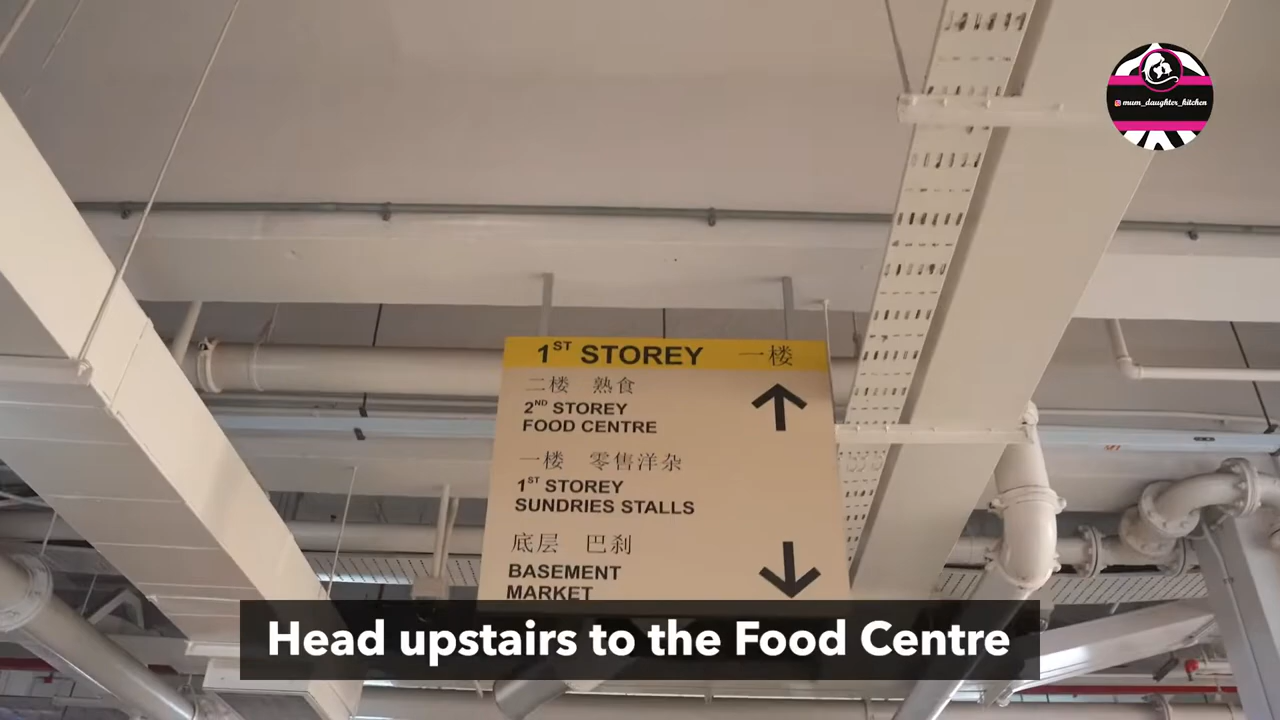 mum_daughter_kitchen
1ST STOREY 一楼
二楼 熟食
2ND STOREY
FOOD CENTRE
一楼 零售洋杂
1ST STOREY
SUNDRIES STALLS
底层 巴刹
BASEMENT
MARKET
Head upstairs to the Food Centre